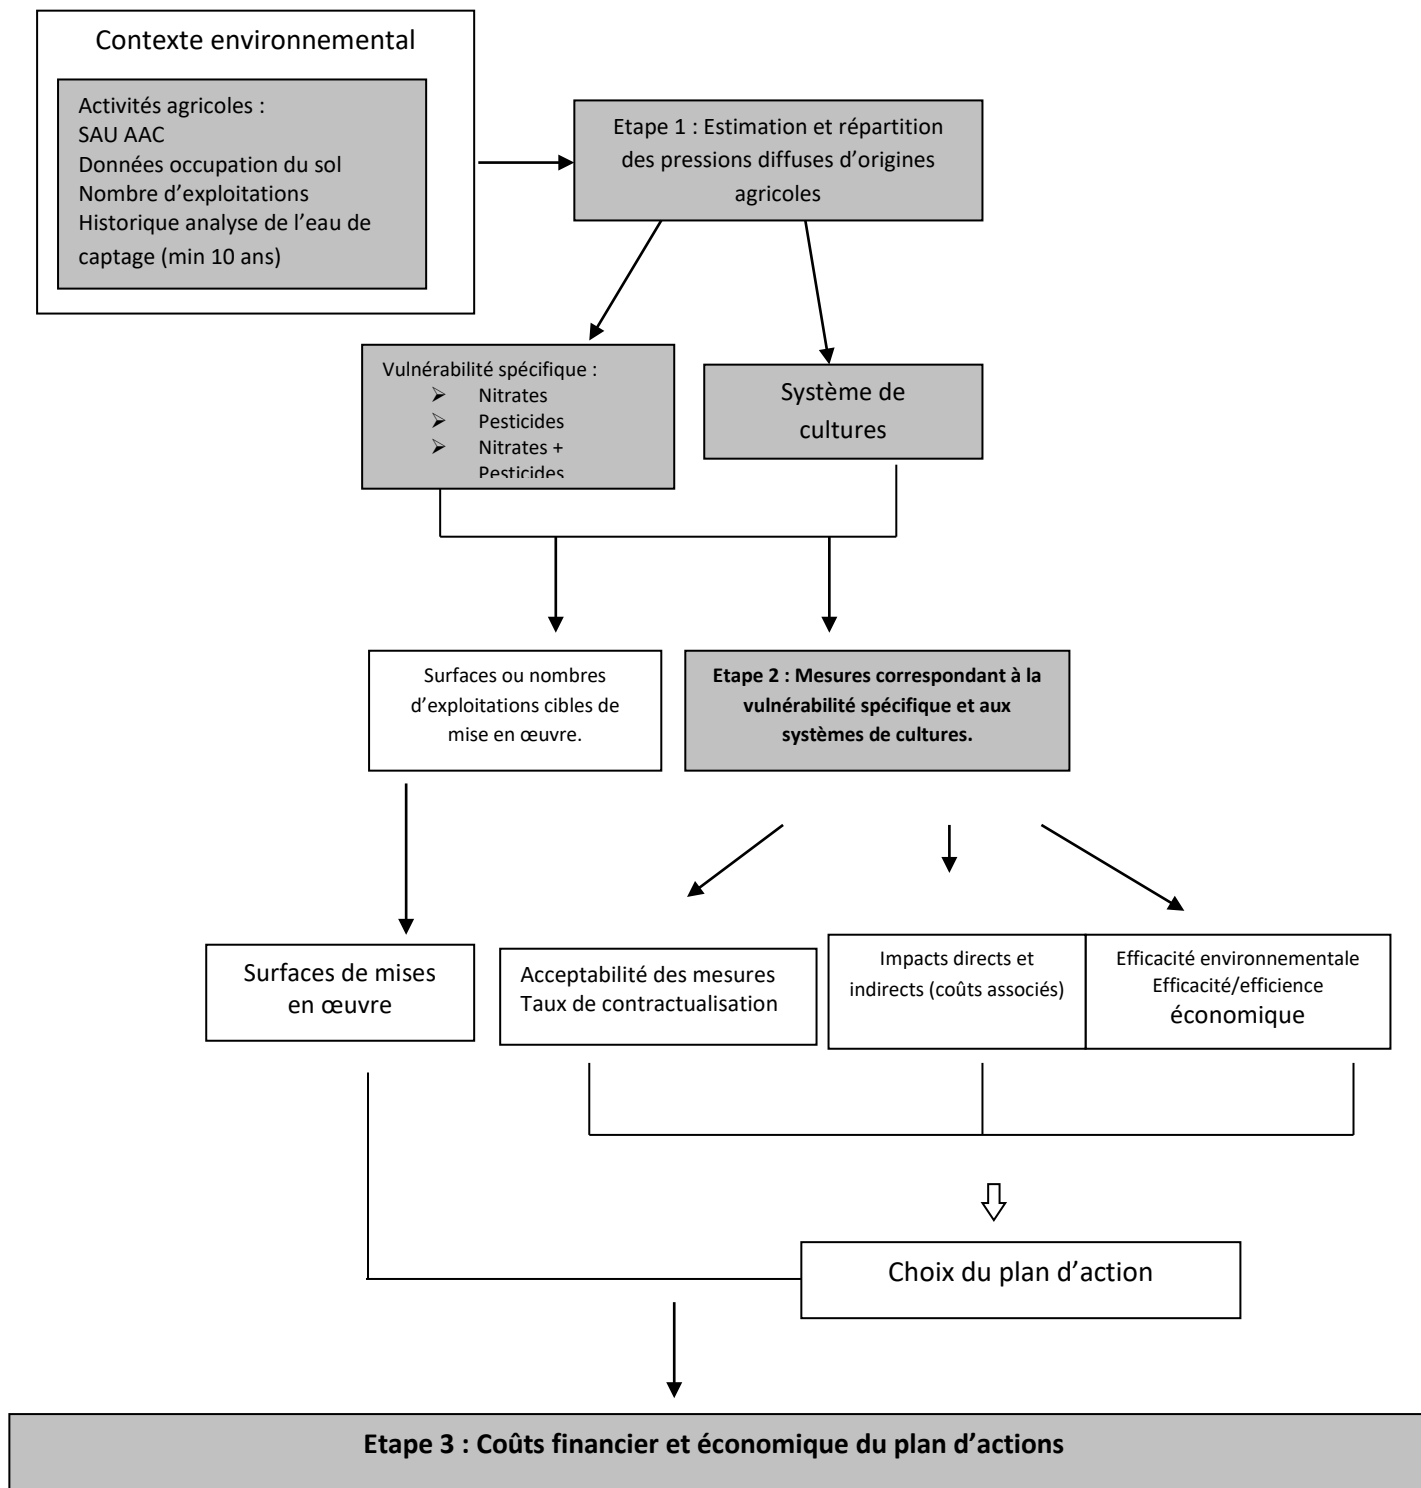 Contexte environnemental
Activités agricoles :
SAU AAC
Données occupation du sol
Nombre d’exploitations
Historique analyse de l’eau de
captage (min 10 ans)
Etape 1 : Estimation et répartition
des pressions diffuses d’origines
agricoles
Vulnérabilité spécifique :
➢ Nitrates
➢ Pesticides
➢ Nitrates +
Pesticides
Système de
cultures
Surfaces ou nombres
d’exploitations cibles de
mise en œuvre.
Etape 2 : Mesures correspondant à la
vulnérabilité spécifique et aux
systèmes de cultures.
Surfaces de mises
en œuvre
Acceptabilité des mesures
Taux de contractualisation
Impacts directs et
indirects (coûts associés)
Efficacité environnementale
Efficacité/efficience
économique
Choix du plan d’action
Etape 3 : Coûts financier et économique du plan d’actions